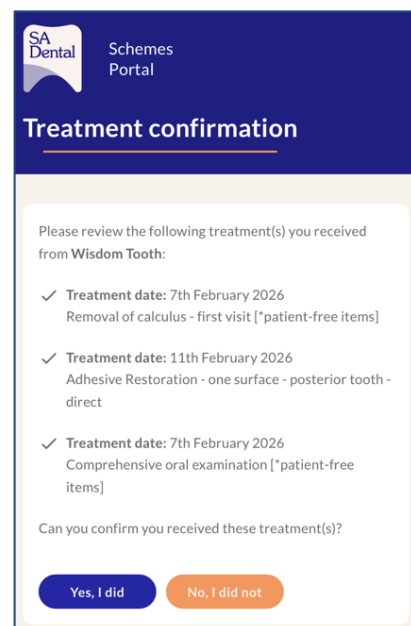 SA
Dental
Schemes
Portal
Treatment confirmation
Please review the following treatment(s) you received
from Wisdom Tooth:
Treatment date: 7th February 2026
Removal of calculus - first visit [*patient-free items]
Treatment date: 11th February 2026
Adhesive Restoration - one surface - posterior tooth -
direct
Treatment date: 7th February 2026
Comprehensive oral examination [*patient-free
items]
Can you confirm you received these treatment(s)?
Yes, I did
No, I did not